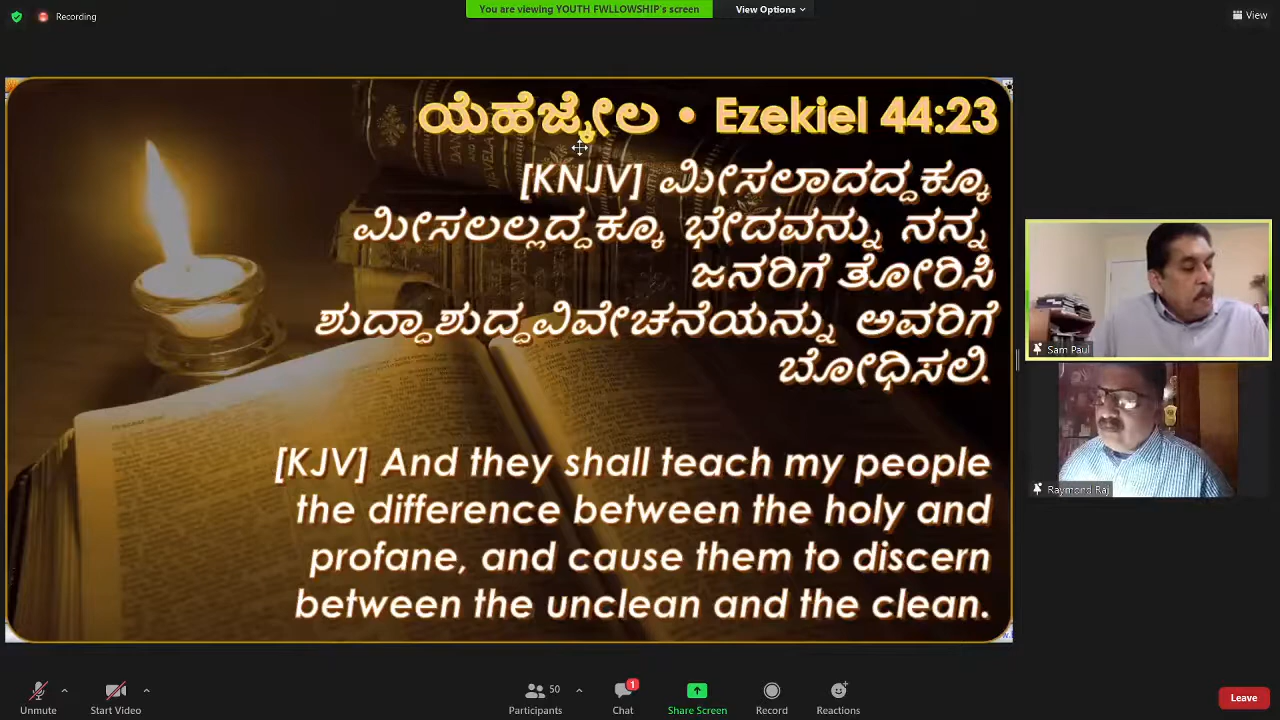 Recording
You are viewing YOUTH FWLLOWSHIP's screen
View Options
View
ಯೆಹೆಜ್ಕೇಲ • Ezekiel 44:23
[KNJV] ಮೀಸಲಾದದ್ದಕ್ಕೂ
ಮೀಸಲಲ್ಲದ್ದಕ್ಕೂ ಭೇದವನ್ನು ನನ್ನ
ಜನರಿಗೆ ತೋರಿಸಿ
ಶುದ್ದಾಶುದ್ದವಿವೇಚನೆಯನ್ನು ಅವರಿಗೆ
ಬೋಧಿಸಲಿ.
[KJV] And they shall teach my people
the difference between the holy and
profane, and cause them to discern
between the unclean and the clean.
Sam Paul
Raymond Raj
Unmute
Start Video
50
Participants
1
Chat
Share Screen
Record
Reactions
Leave